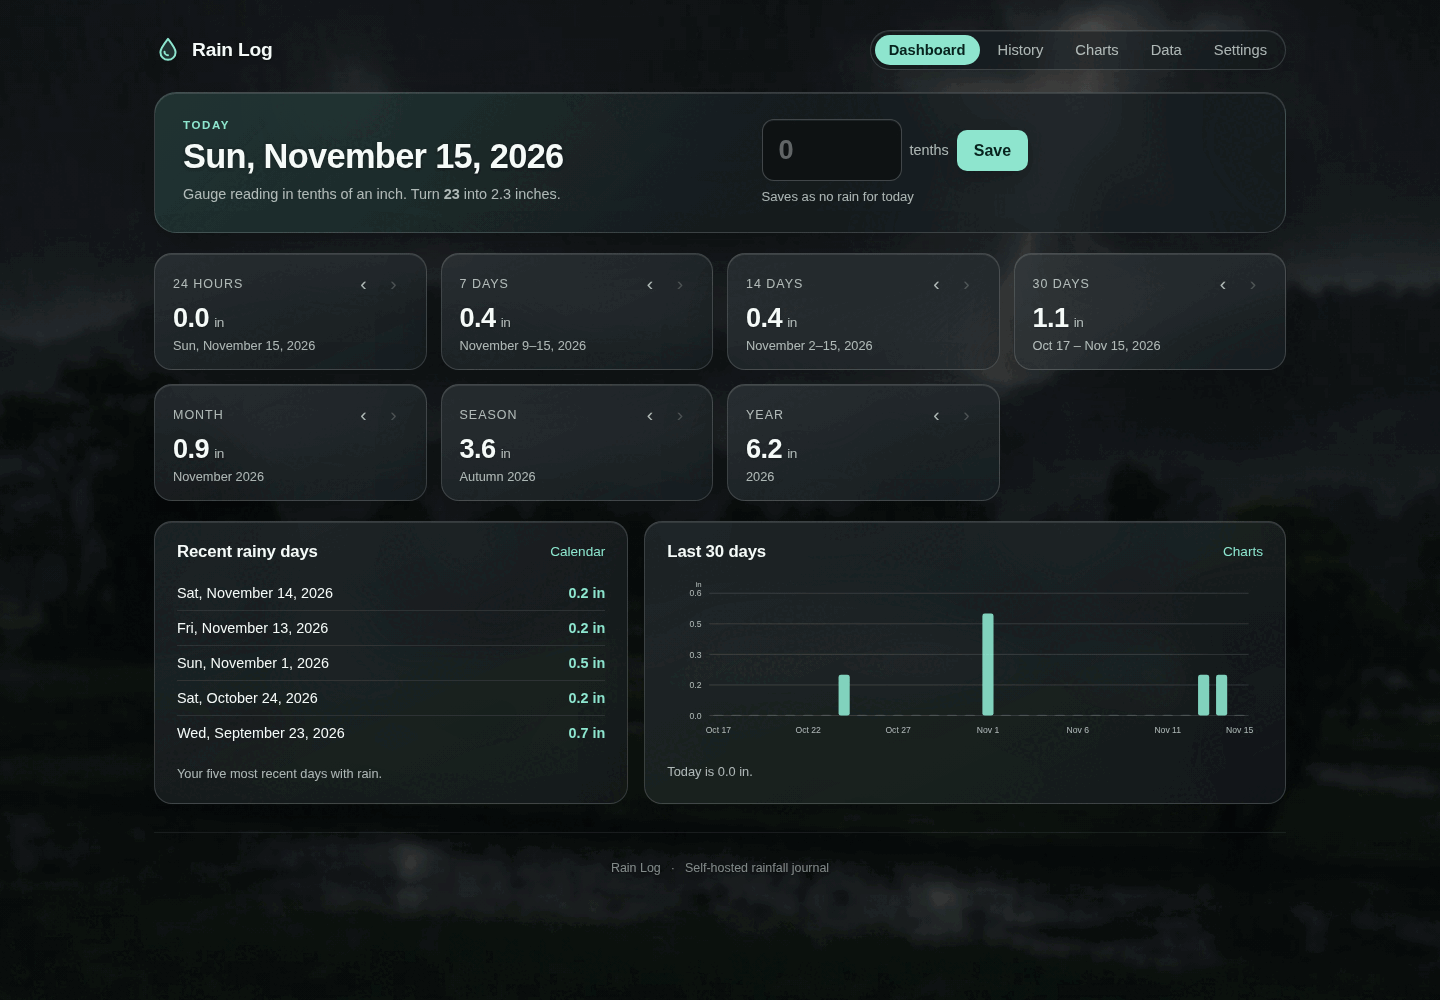 Rain Log
Dashboard
History
Charts
Data
Settings
TODAY
Sun, November 15, 2026
Gauge reading in tenths of an inch. Turn 23 into 2.3 inches.
0
tenths
Save
Saves as no rain for today
24 HOURS
‹ ›
0.0 in
Sun, November 15, 2026
7 DAYS
‹ ›
0.4 in
November 9–15, 2026
14 DAYS
‹ ›
0.4 in
November 2–15, 2026
30 DAYS
‹ ›
1.1 in
Oct 17 – Nov 15, 2026
MONTH
‹ ›
0.9 in
November 2026
SEASON
‹ ›
3.6 in
Autumn 2026
YEAR
‹ ›
6.2 in
2026
Recent rainy days
Calendar
Sat, November 14, 2026 0.2 in
Fri, November 13, 2026 0.2 in
Sun, November 1, 2026 0.5 in
Sat, October 24, 2026 0.2 in
Wed, September 23, 2026 0.7 in
Your five most recent days with rain.
Last 30 days
Charts
in
0.6
0.5
0.3
0.2
0.0
Oct 17 Oct 22 Oct 27 Nov 1 Nov 6 Nov 11 Nov 15
Today is 0.0 in.
Rain Log · Self-hosted rainfall journal